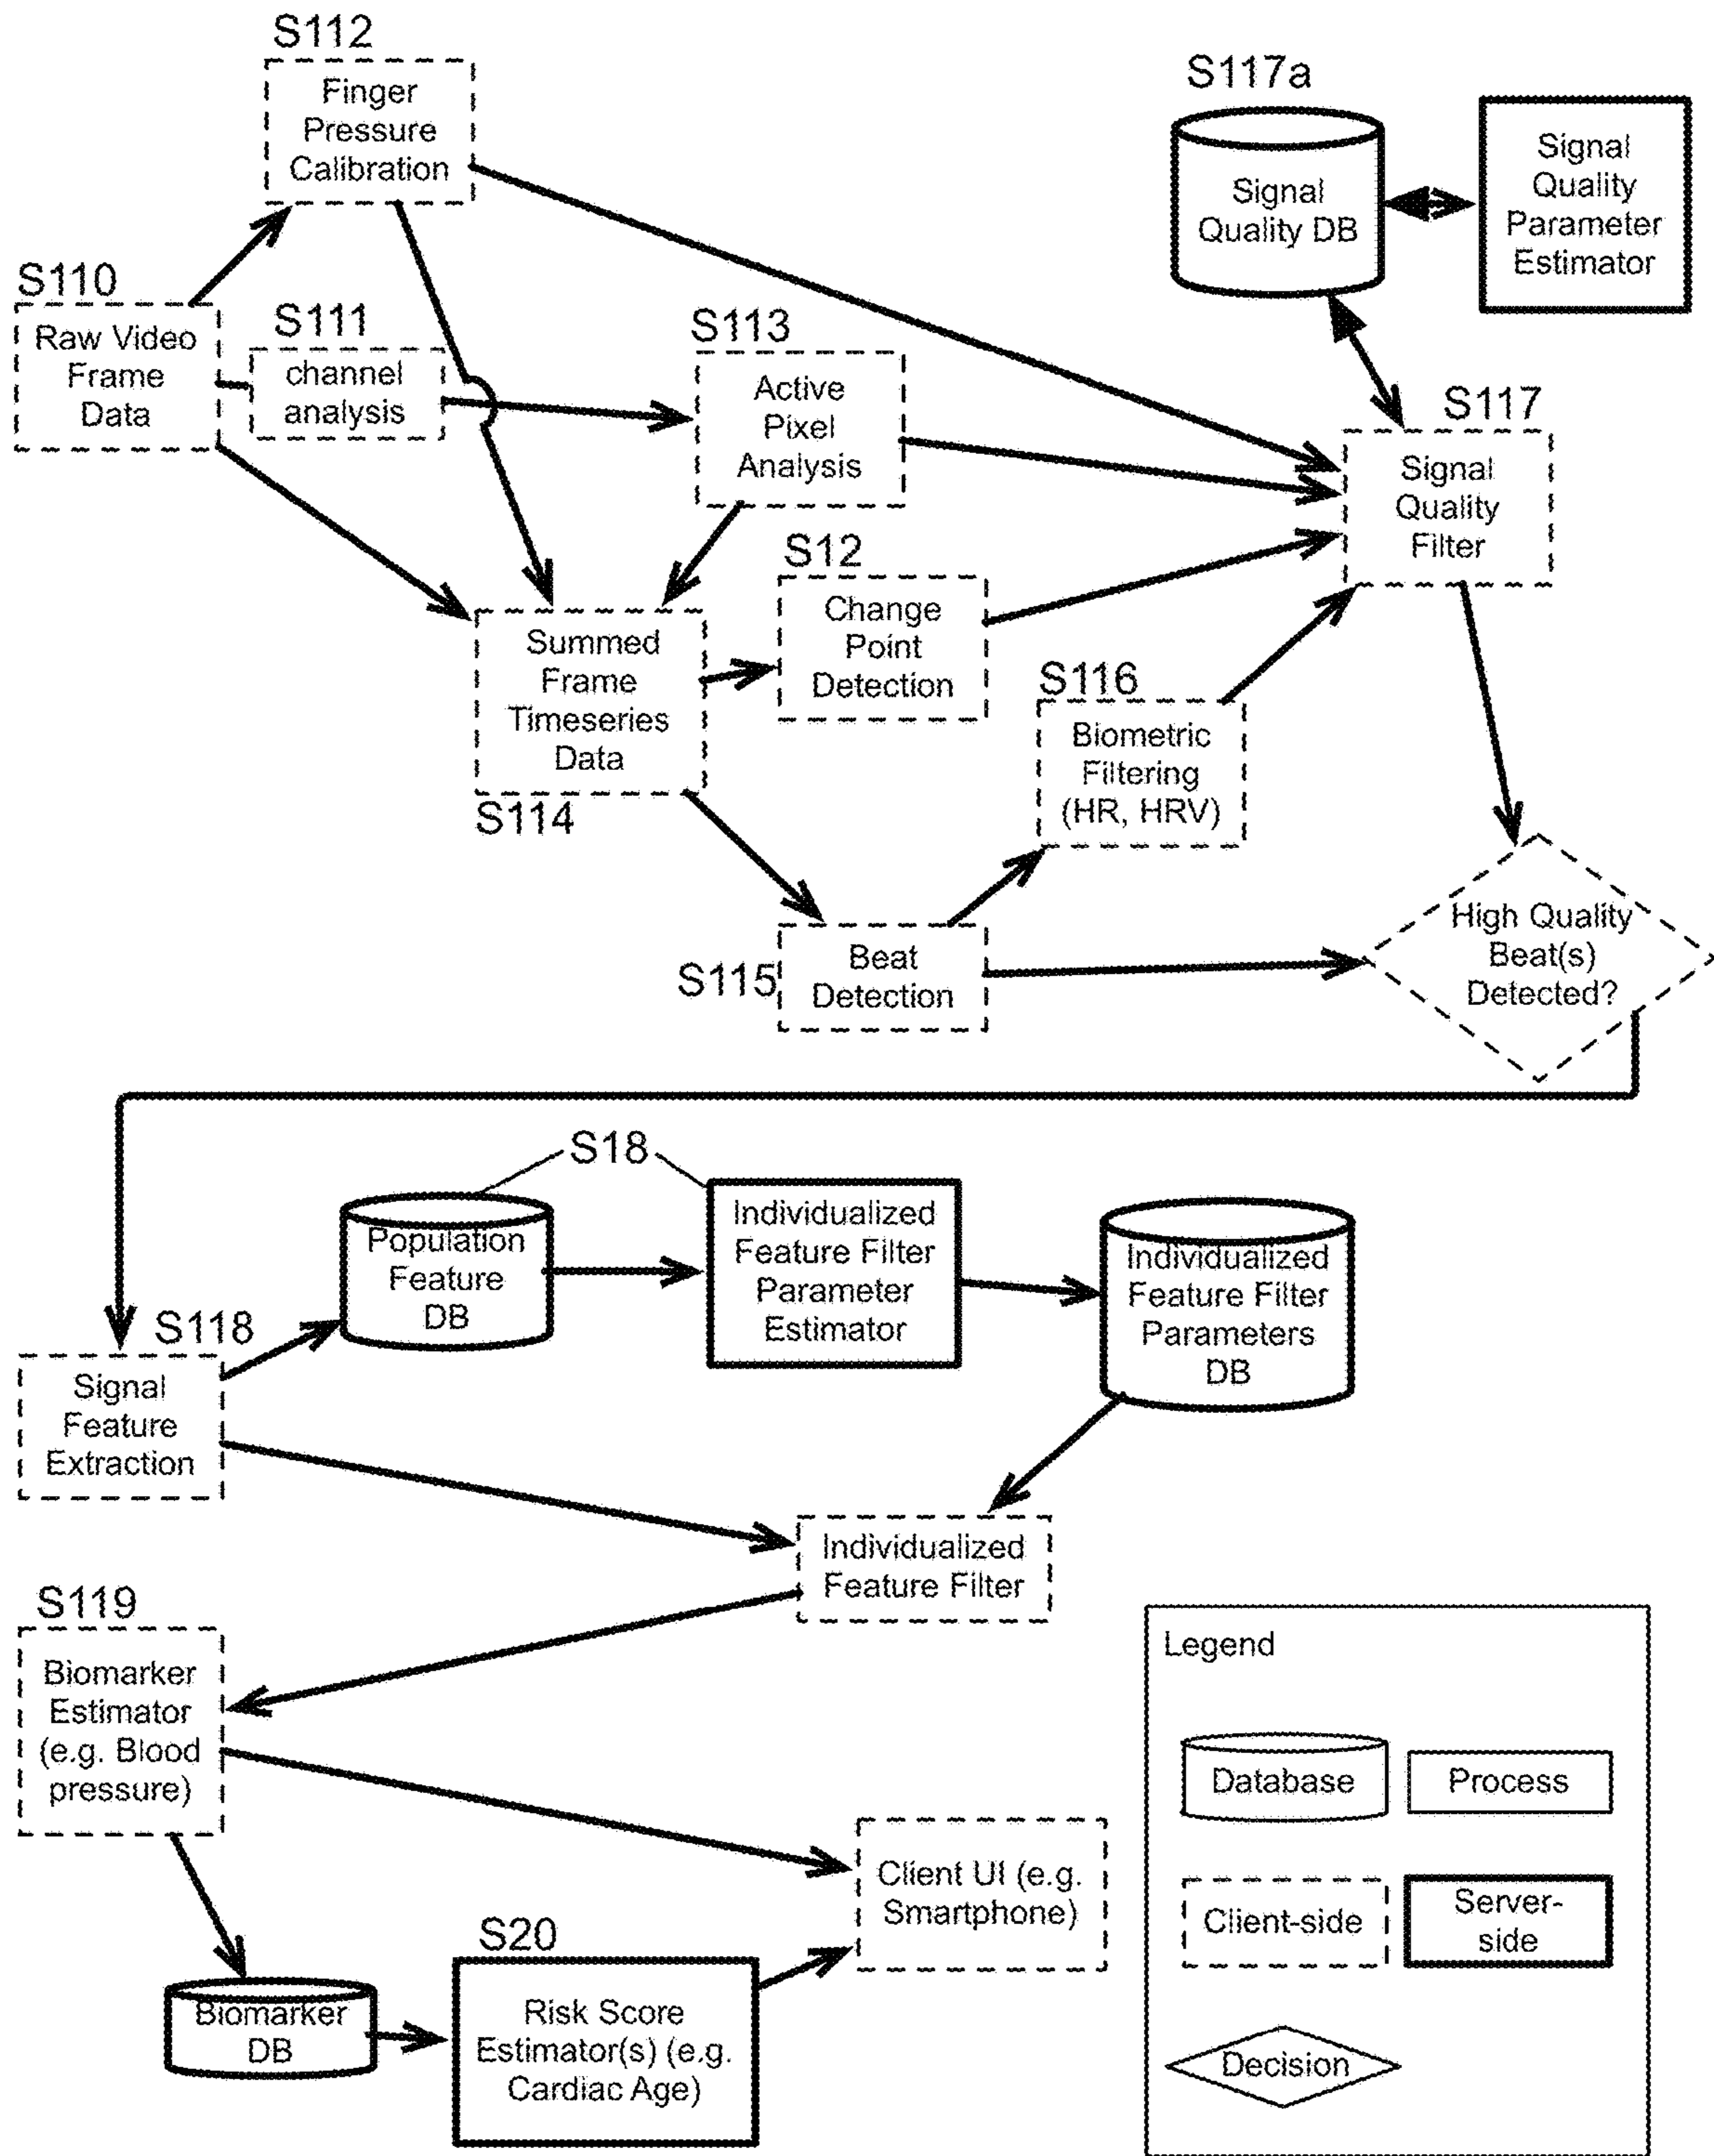 S112
Finger
Pressure
Calibration
S117a
Signal
Quality DB
Signal
Quality
Parameter
Estimator
S110
Raw Video
Frame
Data
S111
channel
analysis
S113
Active
Pixel
Analysis
S117
Signal
Quality
Filter
S12
Change
Point
Detection
Summed
Frame
Timeseries
Data
S114
S116
Biometric
Filtering
(HR, HRV)
S115
Beat
Detection
High Quality
Beat(s)
Detected?
S18
Population
Feature
DB
Individualized
Feature Filter
Parameter
Estimator
Individualized
Feature Filter
Parameters
DB
S118
Signal
Feature
Extraction
Individualized
Feature Filter
S119
Biomarker
Estimator
(e.g. Blood
pressure)
Client UI (e.g.
Smartphone)
Biomarker
DB
S20
Risk Score
Estimator(s) (e.g.
Cardiac Age)
Legend
Database
Process
Client-side
Server-
side
Decision